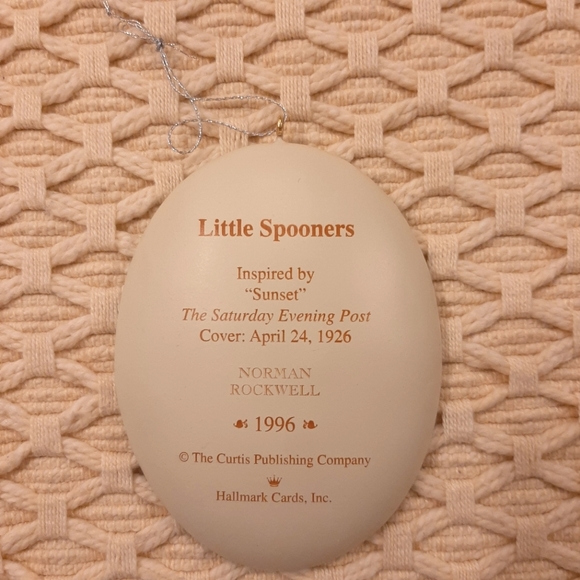 Little Spooners
Inspired by
“Sunset”
The Saturday Evening Post
Cover: April 24, 1926
NORMAN
ROCKWELL
1996
© The Curtis Publishing Company
Hallmark Cards, Inc.